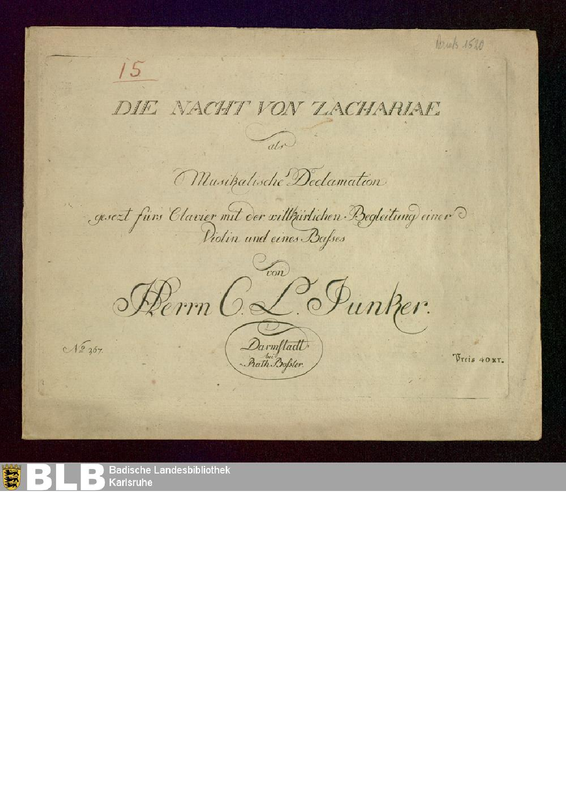 Druck 1520
15
DIE NACHT VON ZACHARIAE
als
Musikalische Declamation
gesezt fürs Clavier mit der willkürlichen Begleitung einer
Violin und eines Basses
von
Herrn C. L. Junker.
Darmstadt
bei
Rath Boßler
No. 267.
Preis 40 xr.
BLB Badische Landesbibliothek
Karlsruhe